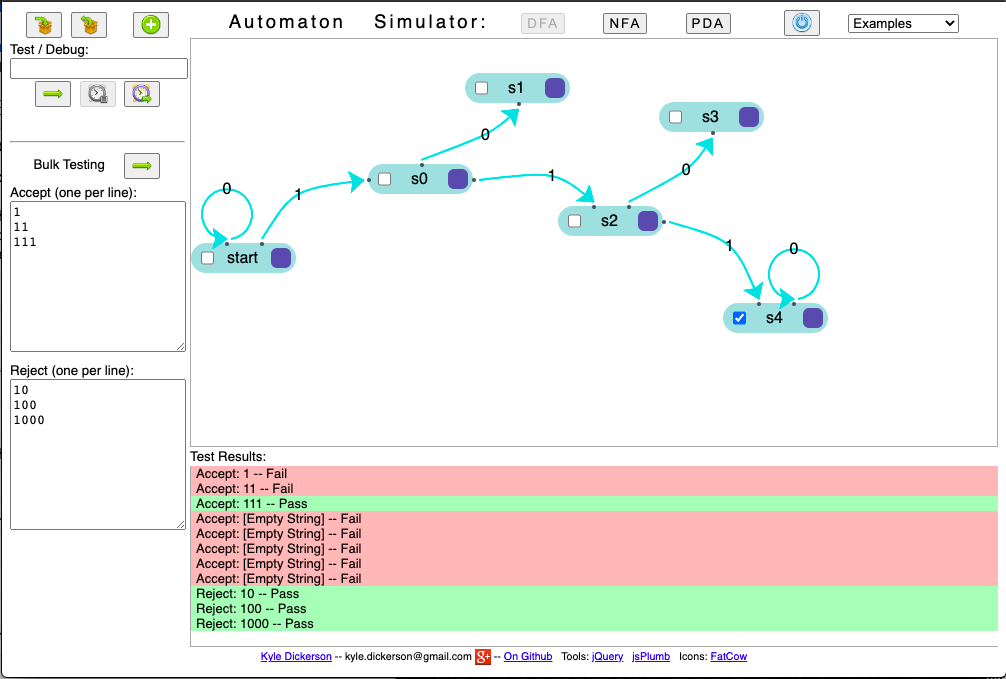 Automaton Simulator: DFA NFA PDA Examples
Test / Debug:
Bulk Testing
Accept (one per line):
1
11
111
Reject (one per line):
10
100
1000
s1
s3
0
0
s0
1
1
0
s2
start
1
0
s4
Test Results:
Accept: 1 -- Fail
Accept: 11 -- Fail
Accept: 111 -- Pass
Accept: [Empty String] -- Fail
Accept: [Empty String] -- Fail
Accept: [Empty String] -- Fail
Accept: [Empty String] -- Fail
Accept: [Empty String] -- Fail
Reject: 10 -- Pass
Reject: 100 -- Pass
Reject: 1000 -- Pass
Kyle Dickerson -- kyle.dickerson@gmail.com g+ -- On Github Tools: jQuery jsPlumb Icons: FatCow